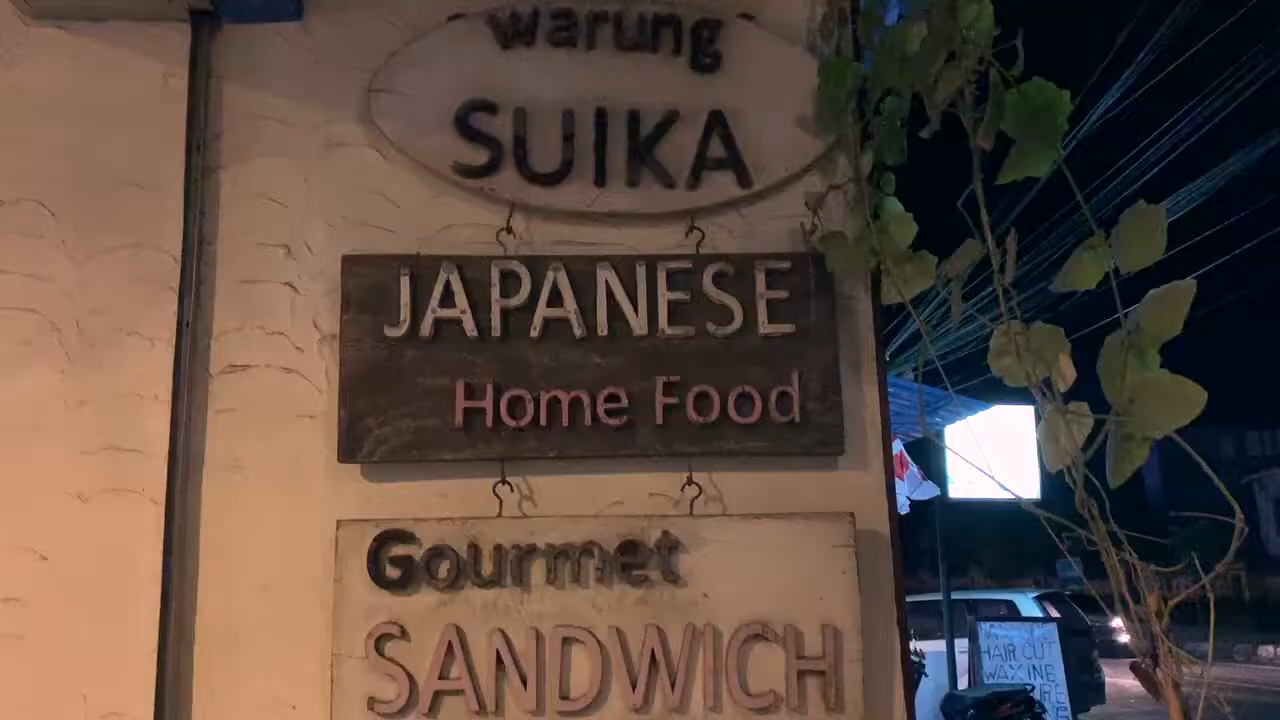 warung
SUIKA
JAPANESE
Home Food
Gourmet
SANDWICH
HAIR CUT
WAXING